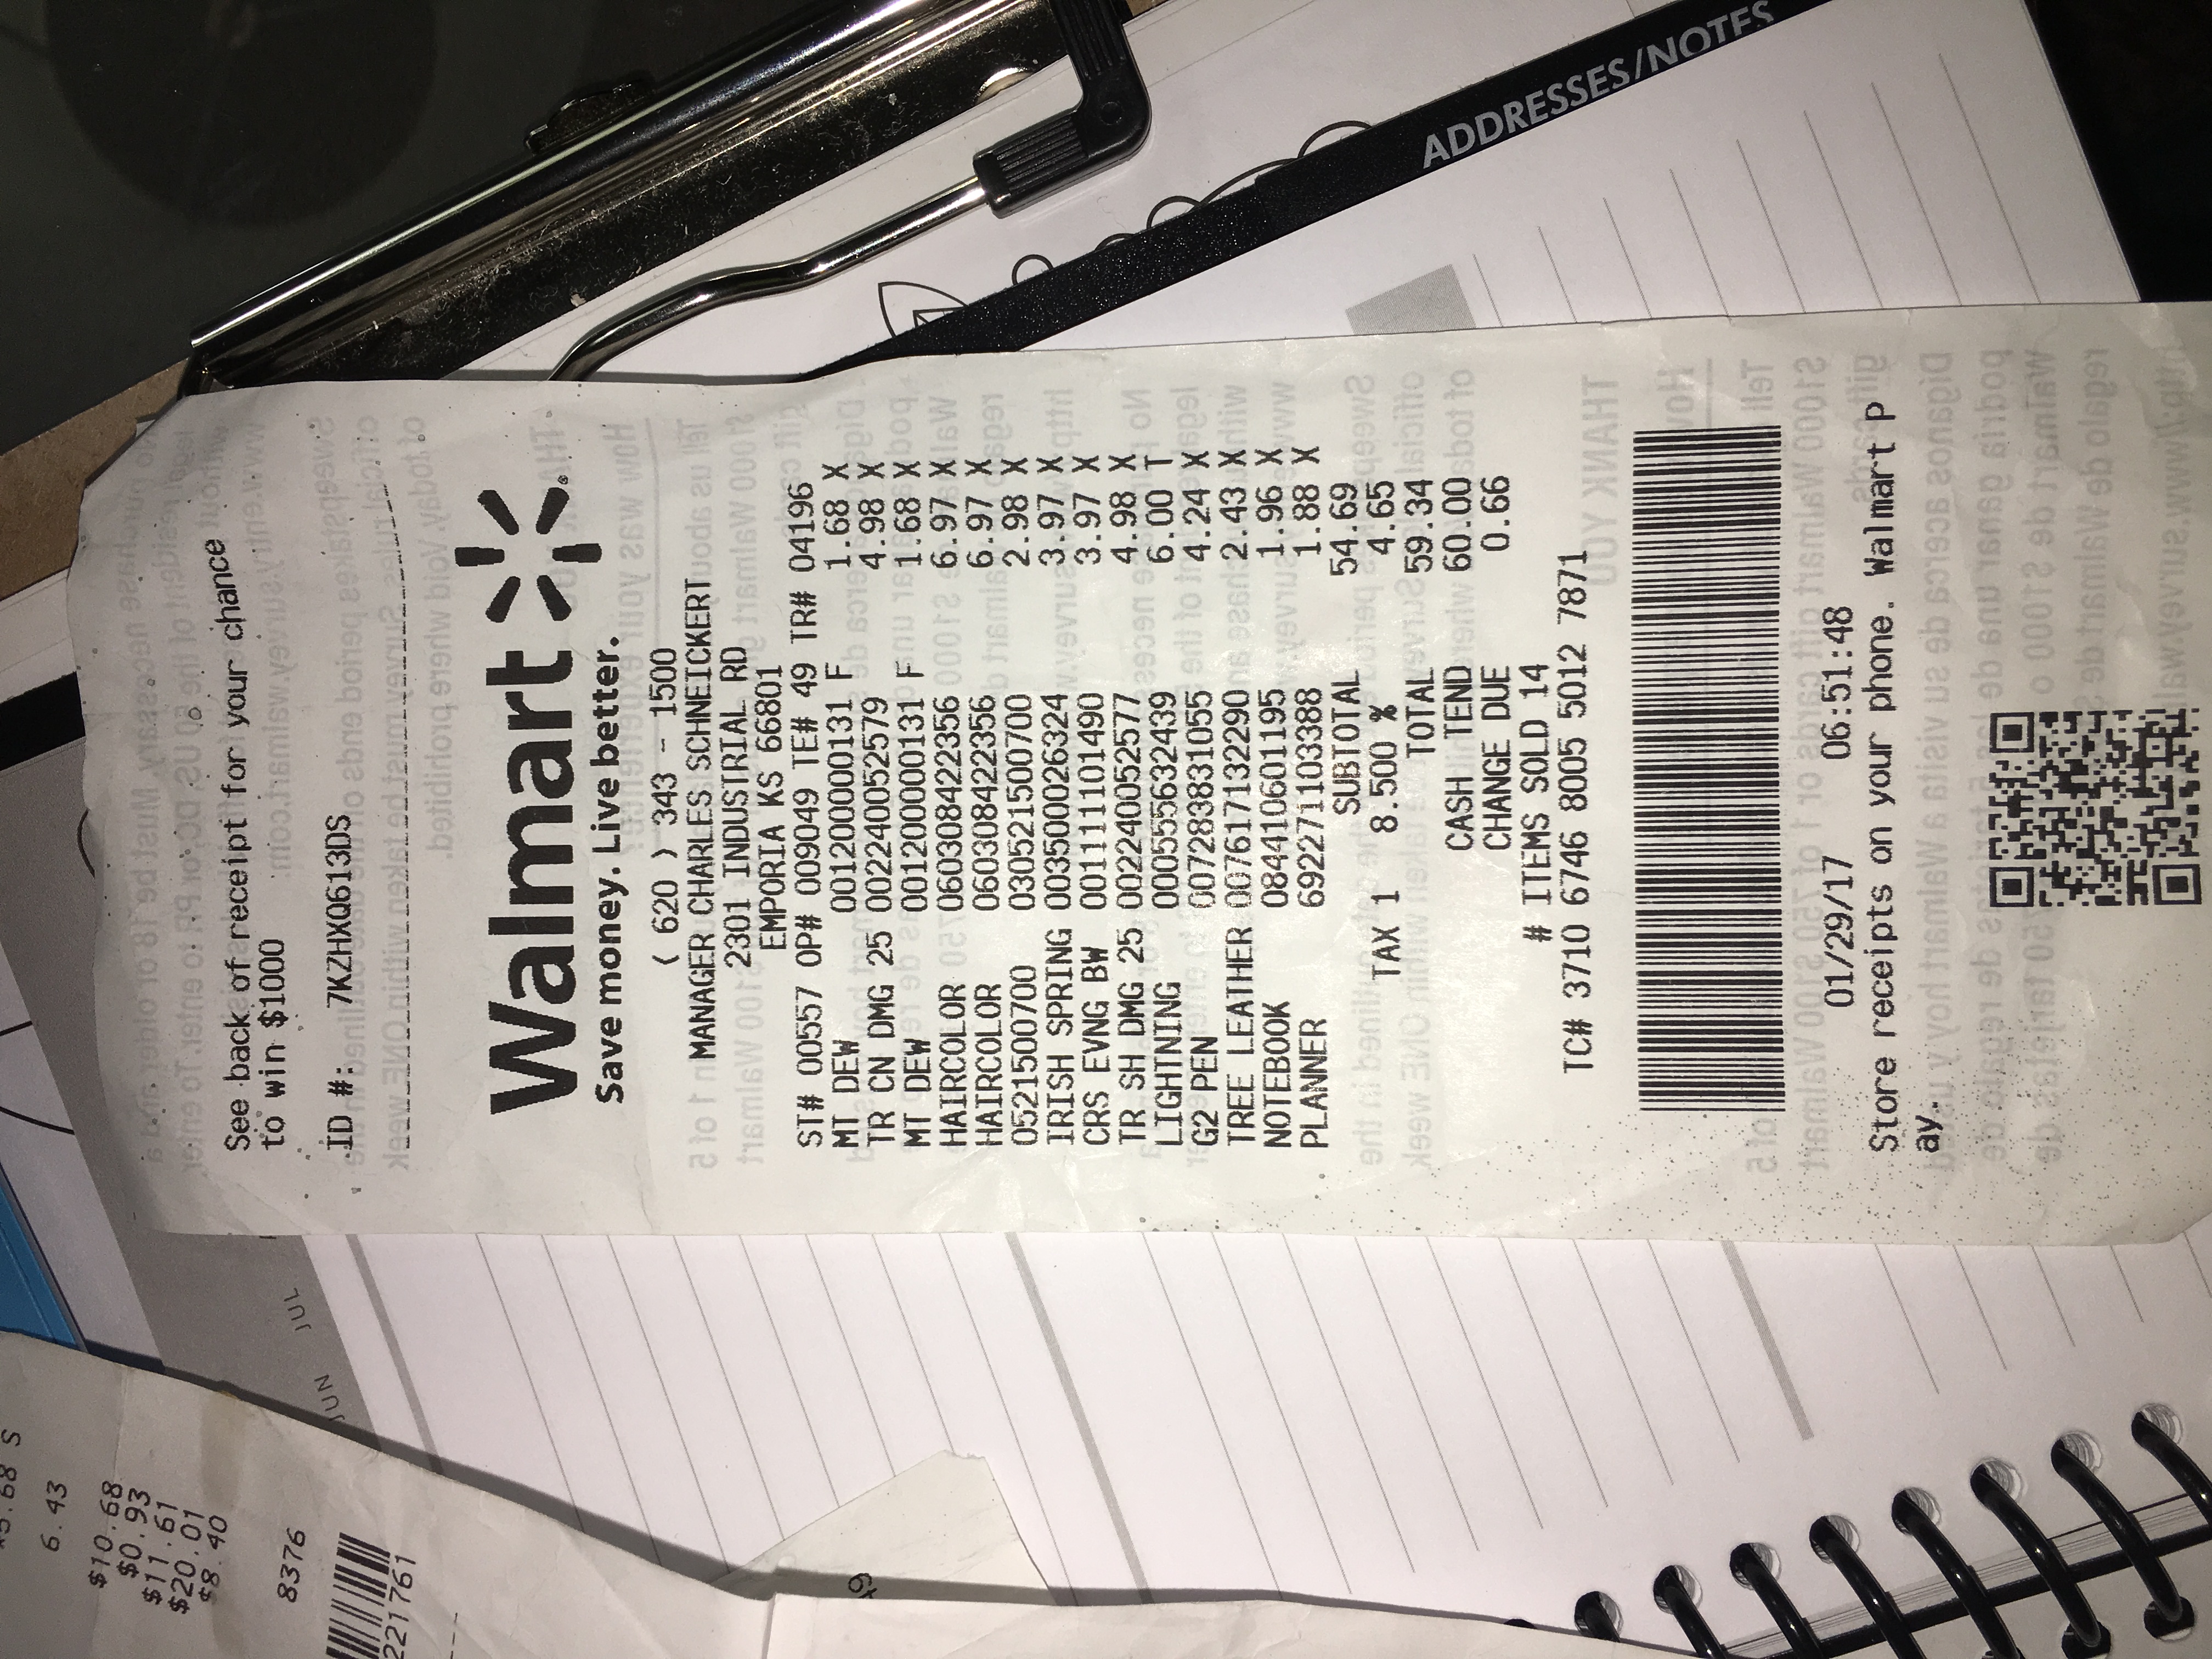 5.68 S
6.43
$10.68
$0.93
$11.61
$20.01
$8.40
8376
221761
JUN JUL
See back of receipt for your chance
to win $1000
ID #: 7KZHXQ613DS
Walmart
Save money. Live better.
( 620 ) 343 - 1500
MANAGER CHARLES SCHNEICKERT
2301 INDUSTRIAL RD
EMPORIA KS 66801
ST# 00557 OP# 009049 TE# 49 TR# 04196
MT DEW 001200000131 F 1.68 X
TR CN DMG 25 002240052579 4.98 X
MT DEW 001200000131 F 1.68 X
HAIRCOLOR 060308422356 6.97 X
HAIRCOLOR 060308422356 6.97 X
0521500700 030521500700 2.98 X
IRISH SPRING 003500026324 3.97 X
CRS EVNG BW 001111101490 3.97 X
TR SH DMG 25 002240052577 4.98 X
LIGHTNING 000555632439 6.00 T
G2 PEN 007283831055 4.24 X
TREE LEATHER 007617132290 2.43 X
NOTEBOOK 084410601195 1.96 X
PLANNER 692271103388 1.88 X
SUBTOTAL 54.69
TAX 1 8.500 % 4.65
TOTAL 59.34
CASH TEND 60.00
CHANGE DUE 0.66
# ITEMS SOLD 14
TC# 3710 6746 8005 5012 7871
01/29/17 06:51:48
Store receipts on your phone. Walmart P
ay.
ADDRESSES/NOTES